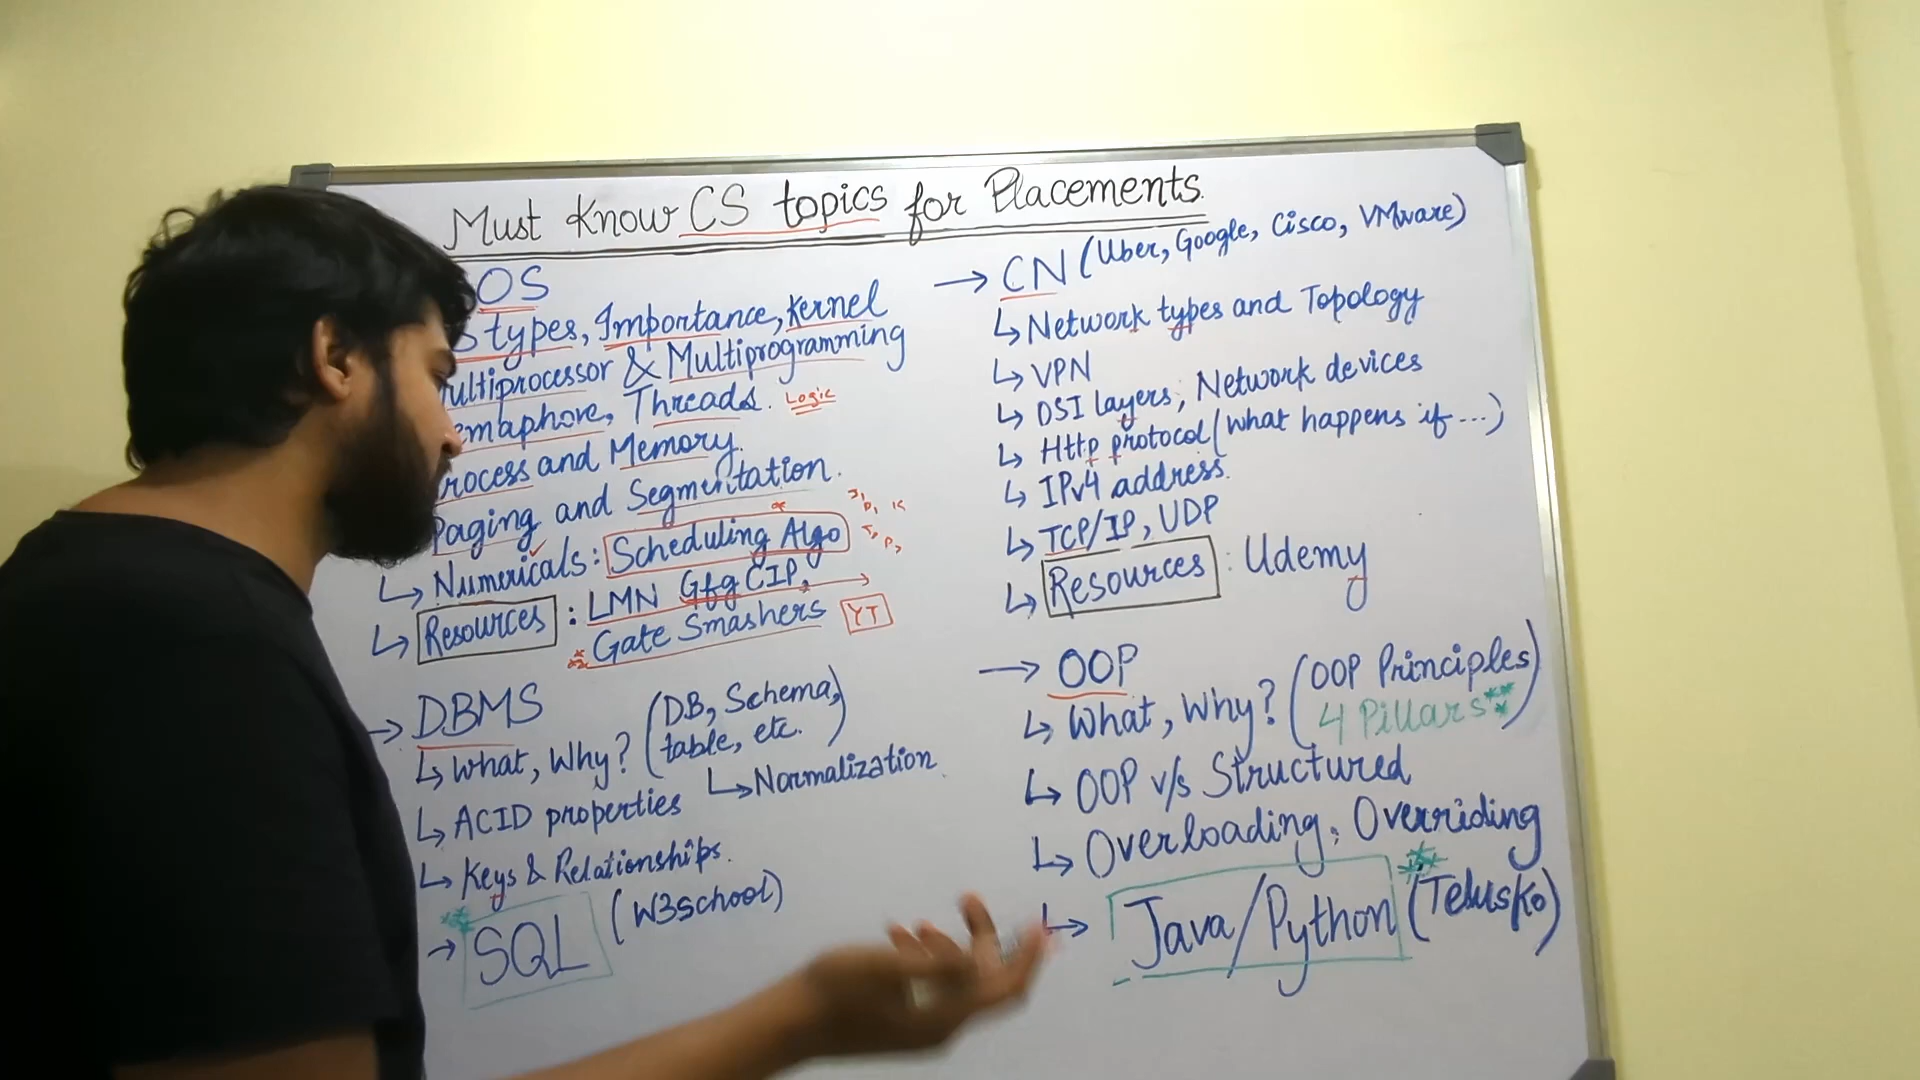 Must Know CS topics for Placements.
OS
types, Importance, Kernel
ultiprocessor & Multiprogramming
emaphore, Threads. Logic
rocess and Memory.
Paging and Segmentation.
↳ Numericals: Scheduling Algo
↳ Resources : LMN GfG CIP,
Gate Smashers YT
→ DBMS
↳ What, Why? (DB, Schema, table, etc.)
↳ Normalization
↳ ACID properties
↳ Keys & Relationships.
→ SQL (W3school)
→ CN (Uber, Google, Cisco, VMware)
↳ Network types and Topology
↳ VPN
↳ OSI layers, Network devices
↳ Http protocol (What happens if ...)
↳ IPv4 address.
↳ TCP/IP, UDP
↳ Resources : Udemy
→ OOP
↳ What, Why? (OOP Principles)
4 Pillars**
↳ OOP v/s Structured
↳ Overloading, Overriding
↳ Java/Python (Telusko)